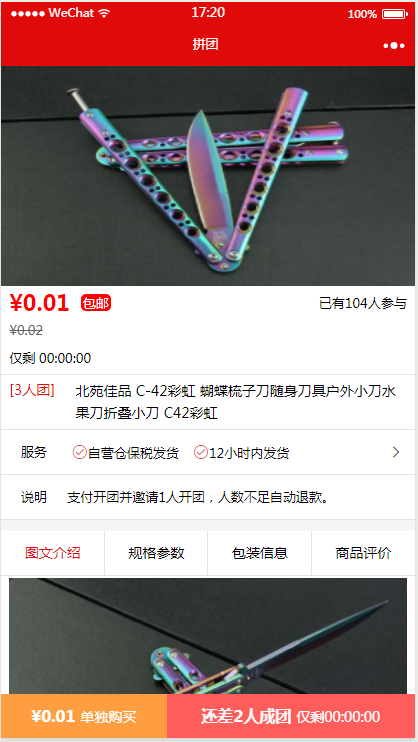 WeChat 17:20 100%
拼团
¥0.01 包邮 已有104人参与
¥0.02
仅剩 00:00:00
[3人团] 北苑佳品 C-42彩虹 蝴蝶梳子刀随身刀具户外小刀水
果刀折叠小刀 C42彩虹
服务 自营仓保税发货 12小时内发货
说明 支付开团并邀请1人开团，人数不足自动退款。
图文介绍 规格参数 包装信息 商品评价
¥0.01 单独购买 还差2人成团 仅剩00:00:00